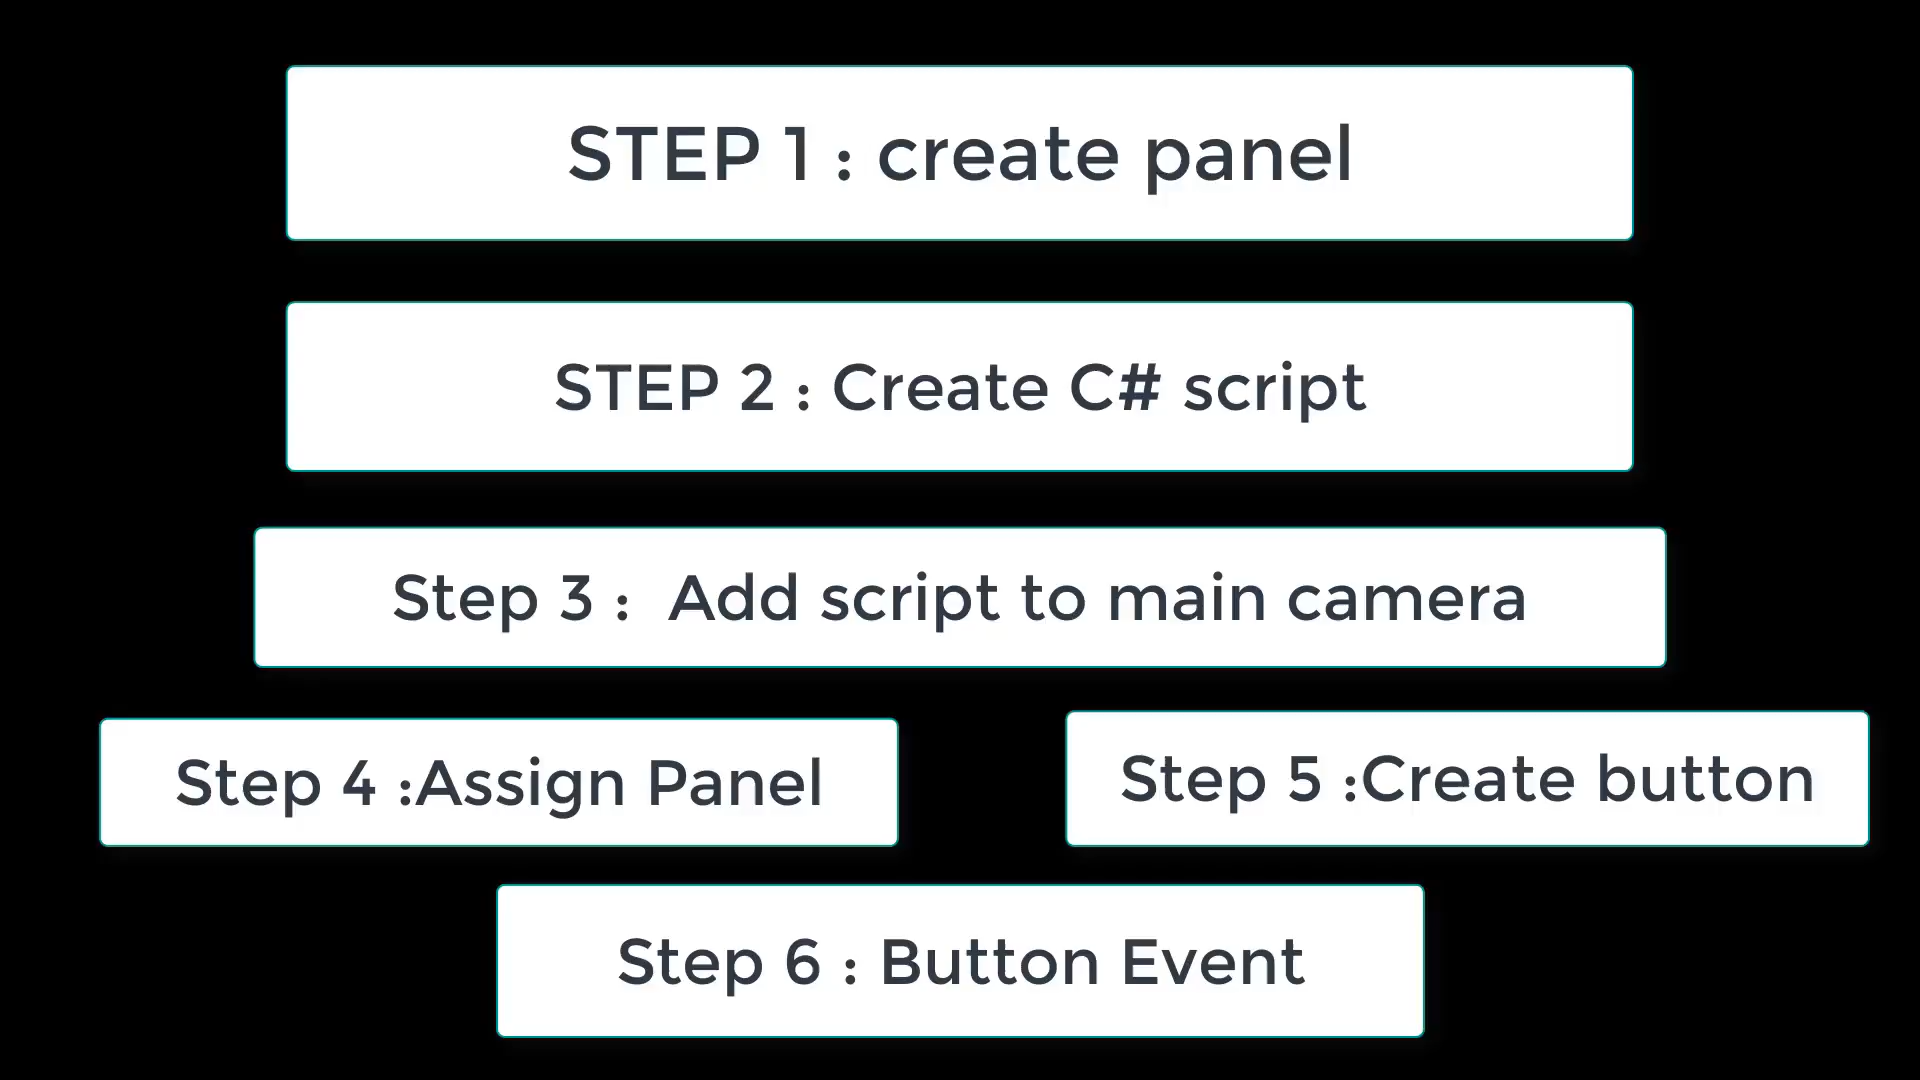 STEP 1 : create panel
STEP 2 : Create C# script
Step 3 :  Add script to main camera
Step 4 :Assign Panel
Step 5 :Create button
Step 6 : Button Event